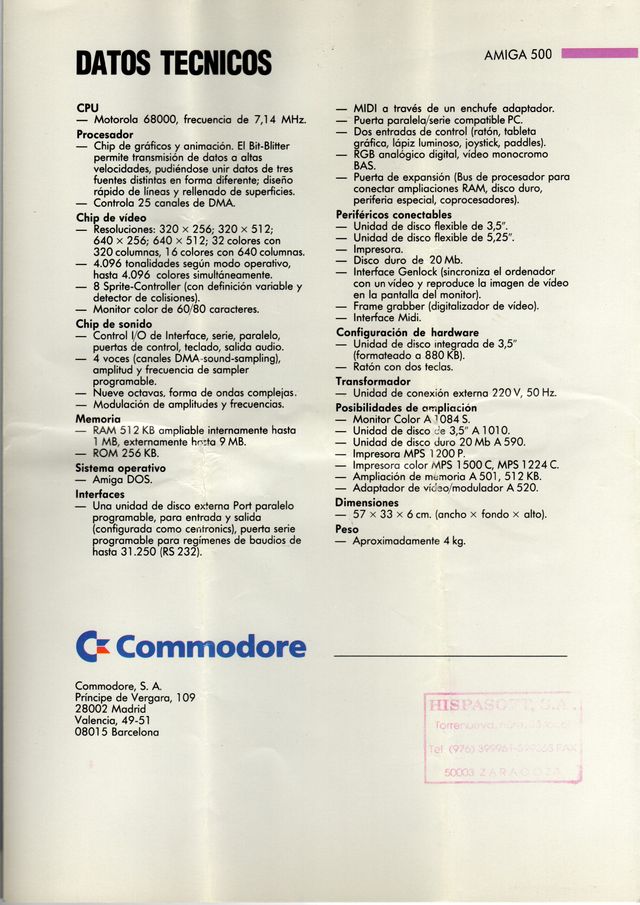 DATOS TECNICOS
AMIGA 500
CPU
— Motorola 68000, frecuencia de 7,14 MHz.
Procesador
— Chip de gráficos y animación. El Bit-Blitter
permite transmisión de datos a altas
velocidades, pudiéndose unir datos de tres
fuentes distintas en forma diferente; diseño
rápido de líneas y rellenado de superficies.
— Controla 25 canales de DMA.
Chip de vídeo
— Resoluciones: 320 × 256; 320 × 512;
640 × 256; 640 × 512; 32 colores con
320 columnas, 16 colores con 640 columnas.
— 4.096 tonalidades según modo operativo,
hasta 4.096 colores simultáneamente.
— 8 Sprite-Controller (con definición variable y
detector de colisiones).
— Monitor color de 60/80 caracteres.
Chip de sonido
— Control I/O de Interface, serie, paralelo,
puertas de control, teclado, salida audio.
— 4 voces (canales DMA-sound-sampling),
amplitud y frecuencia de sampler
programable.
— Nueve octavas, forma de ondas complejas.
— Modulación de amplitudes y frecuencias.
Memoria
— RAM 512 KB ampliable internamente hasta
1 MB, externamente hasta 9 MB.
— ROM 256 KB.
Sistema operativo
— Amiga DOS.
Interfaces
— Una unidad de disco externa Port paralelo
programable, para entrada y salida
(configurada como centronics), puerta serie
programable para regímenes de baudios de
hasta 31.250 (RS 232).
— MIDI a través de un enchufe adaptador.
— Puerta paralela/serie compatible PC.
— Dos entradas de control (ratón, tableta
gráfica, lápiz luminoso, joystick, paddles).
— RGB analógico digital, vídeo monocromo
BAS.
— Puerta de expansión (Bus de procesador para
conectar ampliaciones RAM, disco duro,
periferia especial, coprocesadores).
Periféricos conectables
— Unidad de disco flexible de 3,5″.
— Unidad de disco flexible de 5,25″.
— Impresora.
— Disco duro de 20 Mb.
— Interface Genlock (sincroniza el ordenador
con un vídeo y reproduce la imagen de vídeo
en la pantalla del monitor).
— Frame grabber (digitalizador de vídeo).
— Interface Midi.
Configuración de hardware
— Unidad de disco integrada de 3,5″
(formateado a 880 KB).
— Ratón con dos teclas.
Transformador
— Unidad de conexión externa 220 V, 50 Hz.
Posibilidades de ampliación
— Monitor Color A 1084 S.
— Unidad de disco de 3,5″ A 1010.
— Unidad de disco duro 20 Mb A 590.
— Impresora MPS 1200 P.
— Impresora color MPS 1500 C, MPS 1224 C.
— Ampliación de memoria A 501, 512 KB.
— Adaptador de vídeo/modulador A 520.
Dimensiones
— 57 × 33 × 6 cm. (ancho × fondo × alto).
Peso
— Aproximadamente 4 kg.
Commodore
Commodore, S. A.
Príncipe de Vergara, 109
28002 Madrid
Valencia, 49-51
08015 Barcelona
HISPASOFT, S.A.
Torrenueva,
Tel (976) FAX
50003 ZARAGOZA